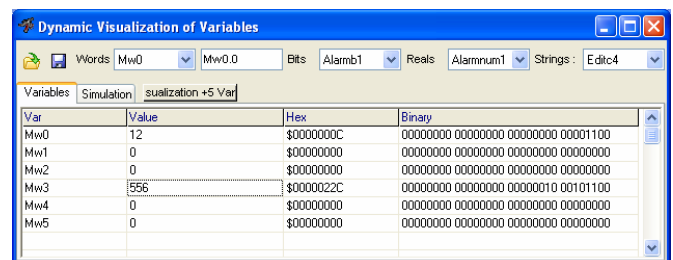 Dynamic Visualization of Variables
Words Mw0 Mw0.0 Bits Alarmb1 Reals Alarmnum1 Strings : Editc4
Variables Simulation sualization +5 Var
Var Value Hex Binary
Mw0 12 $0000000C 00000000 00000000 00000000 00001100
Mw1 0 $00000000 00000000 00000000 00000000 00000000
Mw2 0 $00000000 00000000 00000000 00000000 00000000
Mw3 556 $0000022C 00000000 00000000 00000010 00101100
Mw4 0 $00000000 00000000 00000000 00000000 00000000
Mw5 0 $00000000 00000000 00000000 00000000 00000000